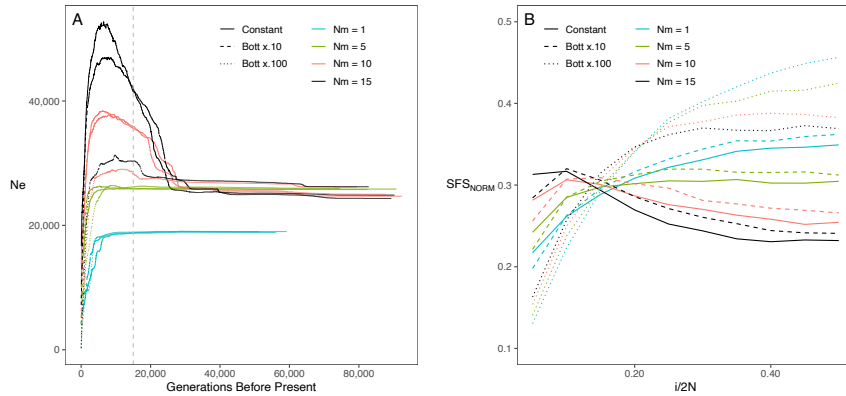 A
Constant
Bott x.10
Bott x.100
Nm = 1
Nm = 5
Nm = 10
Nm = 15
40,000
20,000
0
Ne
0
20,000
40,000
60,000
80,000
Generations Before Present
B
Constant
Bott x.10
Bott x.100
Nm = 1
Nm = 5
Nm = 10
Nm = 15
0.5
0.4
0.3
0.2
0.1
SFSNORM
0.20
0.40
i/2N